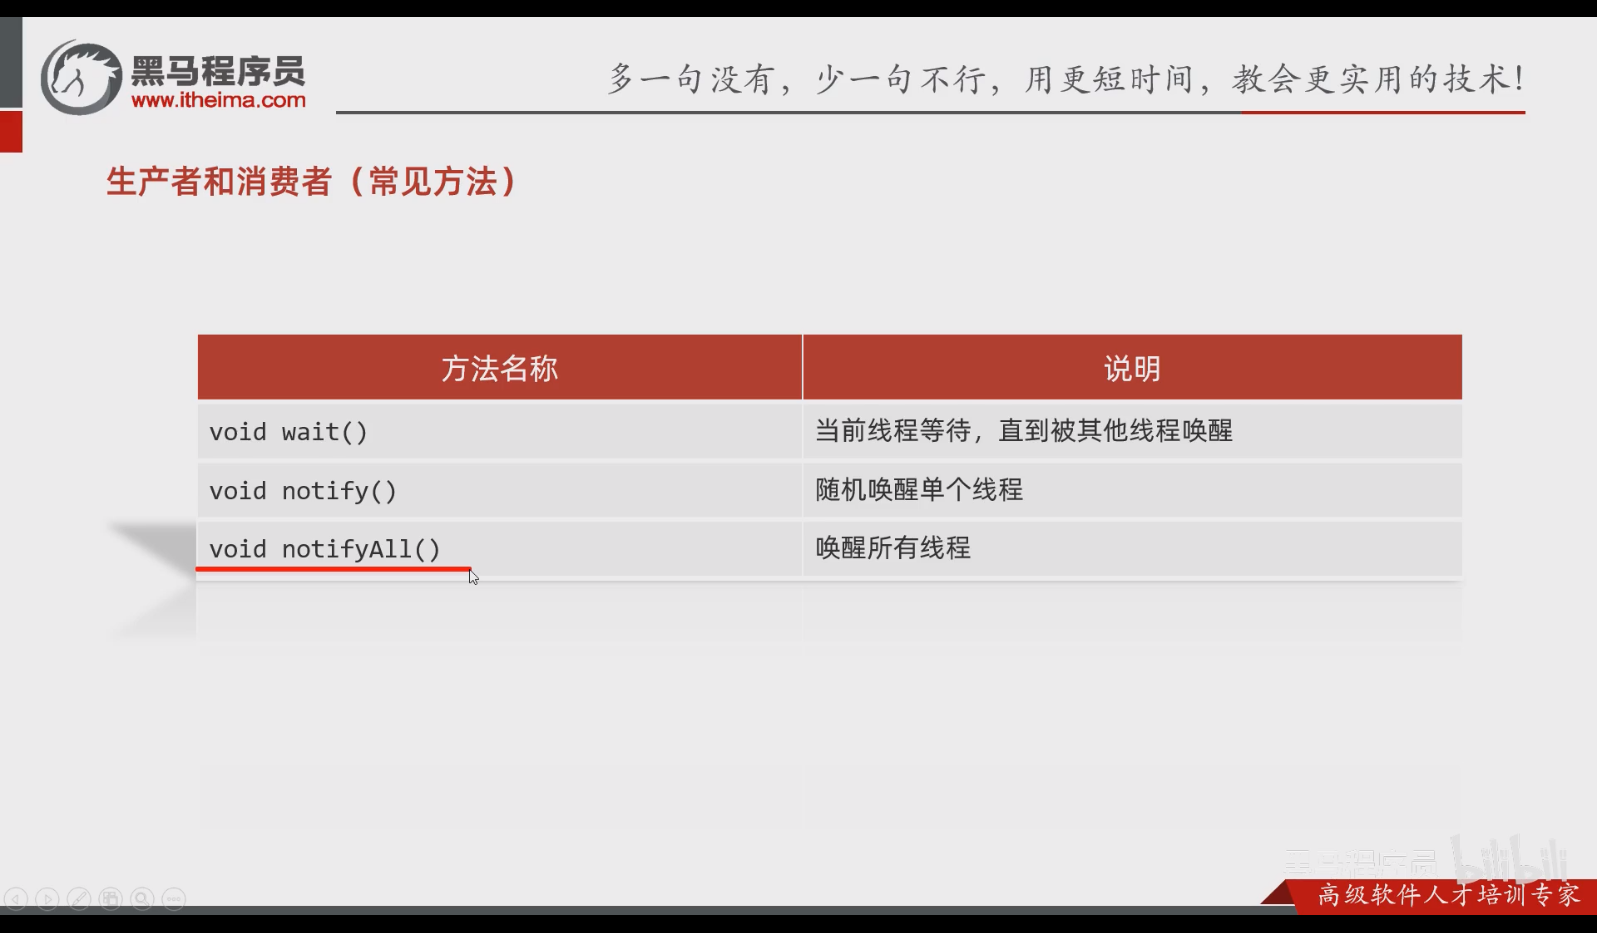 黑马程序员
www.itheima.com
多一句没有，少一句不行，用更短时间，教会更实用的技术！
生产者和消费者（常见方法）
方法名称 说明
void wait() 当前线程等待，直到被其他线程唤醒
void notify() 随机唤醒单个线程
void notifyAll() 唤醒所有线程
黑马程序员 bilibili
高级软件人才培训专家